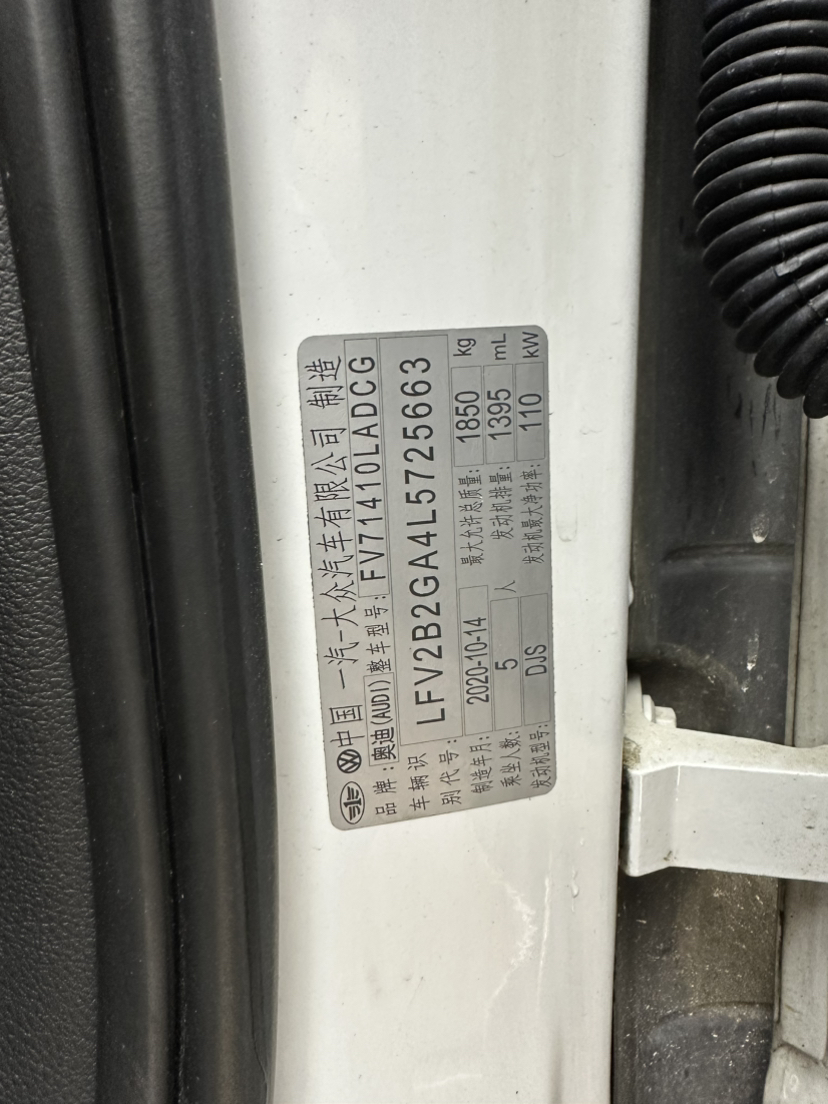 中国 一汽-大众汽车有限公司 制造
品牌:奥迪(AUDI) 整车型号: FV71410LADCG
车辆识别代号: LFV2B2GA4L5725663
制造年月: 2020-10-14 最大允许总质量: 1850 kg
乘坐人数: 5 人 发动机排量: 1395 mL
发动机型号: DJS 发动机最大净功率: 110 kW